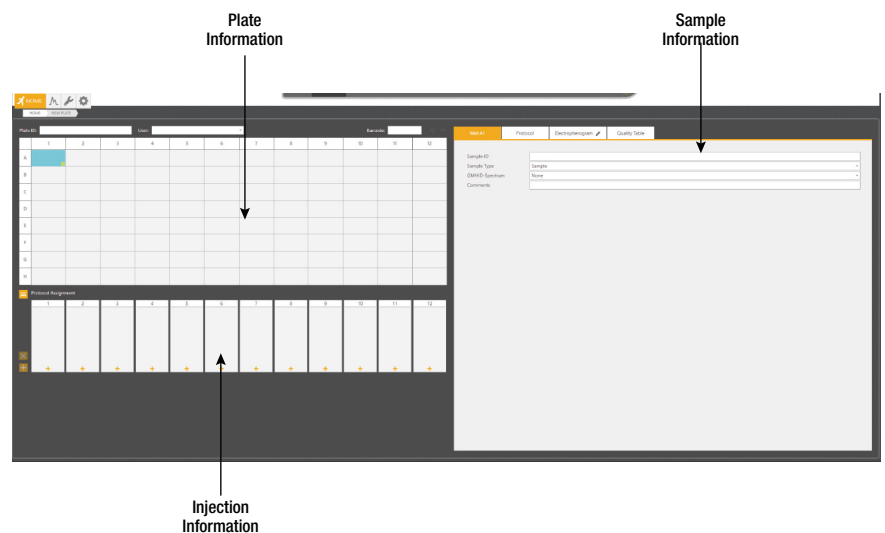 Plate
Information
Sample
Information
HOME
HOME NEW PLATE
Plate ID: User: Barcode:
1 2 3 4 5 6 7 8 9 10 11 12
A
B
C
D
E
F
G
H
Protocol Assignment
1 2 3 4 5 6 7 8 9 10 11 12
+ + + + + + + + + + + +
Well A1 Protocol Electropherogram Quality Table
Sample ID
Sample Type Sample
GMHID-Spectrum None
Comments
Injection
Information